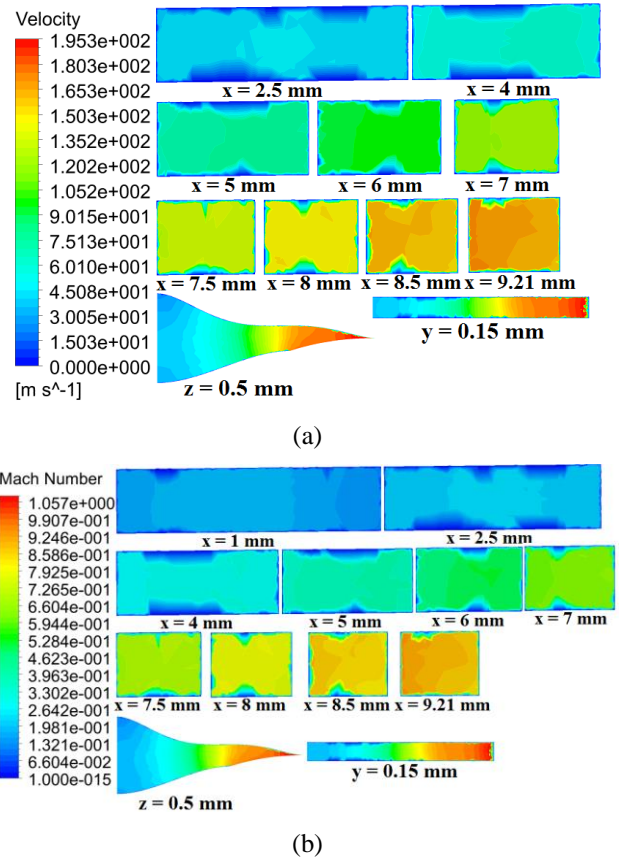 Velocity
1.953e+002
1.803e+002
1.653e+002
1.502e+002
1.352e+002
1.202e+002
1.052e+002
9.015e+001
7.513e+001
6.010e+001
4.508e+001
3.005e+001
1.503e+001
0.000e+000
[m s^-1]
x = 2.5 mm x = 4 mm
x = 5 mm x = 6 mm x = 7 mm
x = 7.5 mm x = 8 mm x = 8.5 mm x = 9.21 mm
y = 0.15 mm
z = 0.5 mm
(a)
Mach Number
1.057e+000
9.907e-001
9.246e-001
8.586e-001
7.925e-001
7.265e-001
6.604e-001
5.944e-001
5.284e-001
4.623e-001
3.963e-001
3.302e-001
2.642e-001
1.981e-001
1.321e-001
6.604e-002
1.000e-015
x = 1 mm x = 2.5 mm
x = 4 mm x = 5 mm x = 6 mm x = 7 mm
x = 7.5 mm x = 8 mm x = 8.5 mm x = 9.21 mm
y = 0.15 mm
z = 0.5 mm
(b)